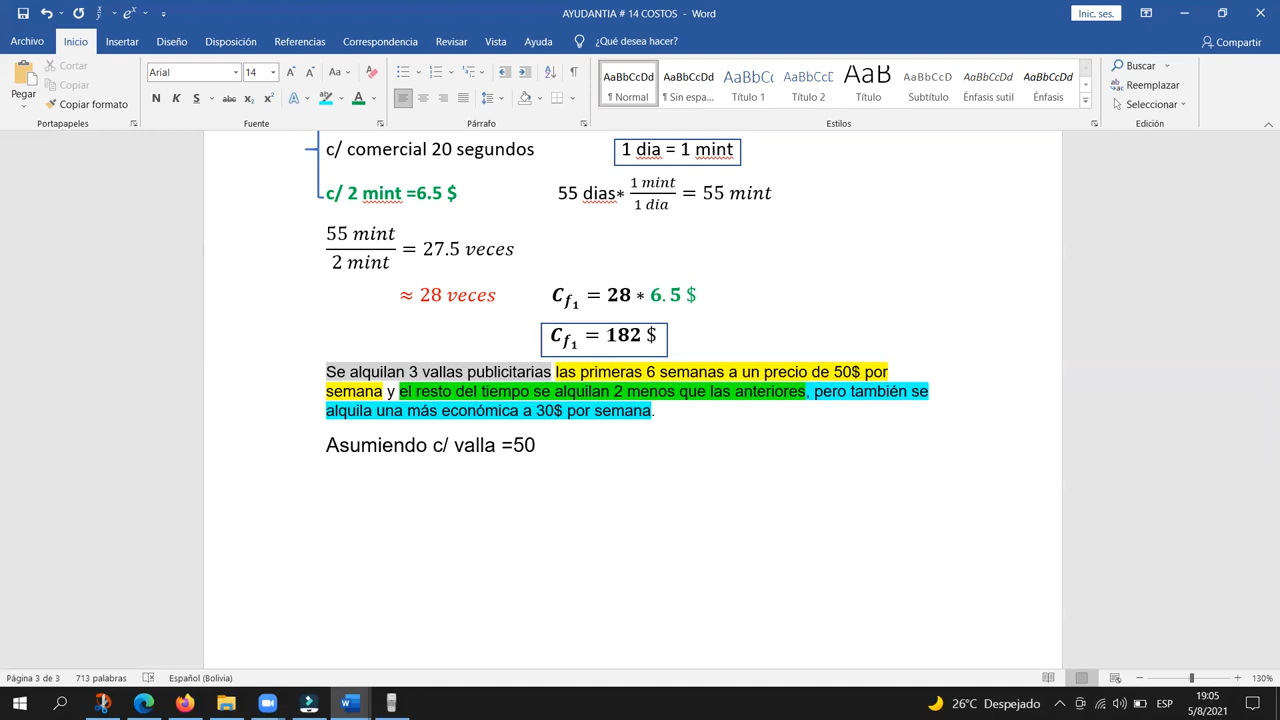 AYUDANTIA # 14 COSTOS - Word
Inic. ses.
Archivo Inicio Insertar Diseño Disposición Referencias Correspondencia Revisar Vista Ayuda ¿Qué desea hacer? Compartir
Pegar
Cortar
Copiar
Copiar formato
Portapapeles
Arial 14
Aa
N K S abc x₂ x² A A
Fuente
Párrafo
AaBbCcDd AaBbCcDd AaBbCc AaBbCcD AaB AaBbCcD AaBbCcDd AaBbCcDd
¶ Normal ¶ Sin espa... Título 1 Título 2 Título Subtítulo Énfasis sutil Énfasis
Estilos
Buscar
Reemplazar
Seleccionar
Edición
c/ comercial 20 segundos 1 dia = 1 mint
c/ 2 mint =6.5 $ 55 dias* 1 mint / 1 dia = 55 mint
55 mint / 2 mint = 27.5 veces
≈ 28 veces C_f₁ = 28 * 6.5 $
C_f₁ = 182 $
Se alquilan 3 vallas publicitarias las primeras 6 semanas a un precio de 50$ por
semana y el resto del tiempo se alquilan 2 menos que las anteriores, pero también se
alquila una más económica a 30$ por semana.
Asumiendo c/ valla =50
Página 3 de 3 713 palabras Español (Bolivia) 130%
26°C Despejado ESP 19:05
5/8/2021